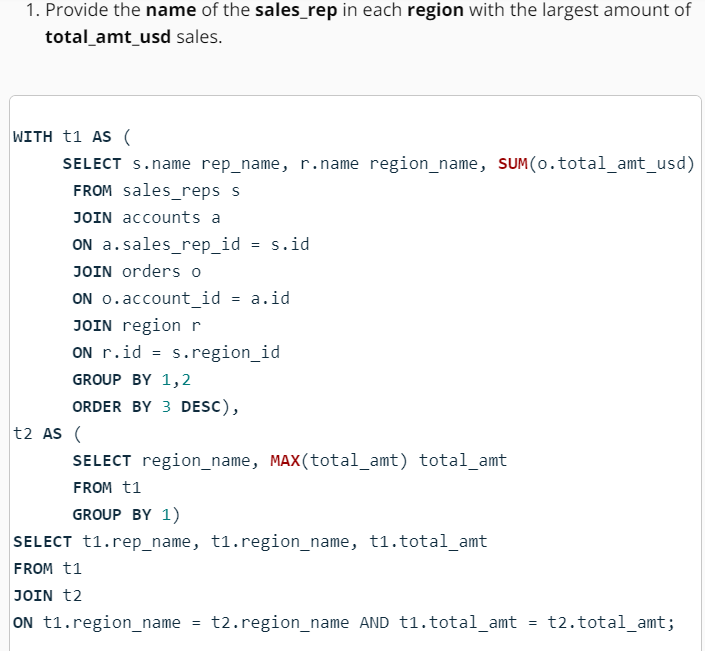 1. Provide the name of the sales_rep in each region with the largest amount of
total_amt_usd sales.
WITH t1 AS (
SELECT s.name rep_name, r.name region_name, SUM(o.total_amt_usd)
FROM sales_reps s
JOIN accounts a
ON a.sales_rep_id = s.id
JOIN orders o
ON o.account_id = a.id
JOIN region r
ON r.id = s.region_id
GROUP BY 1,2
ORDER BY 3 DESC),
t2 AS (
SELECT region_name, MAX(total_amt) total_amt
FROM t1
GROUP BY 1)
SELECT t1.rep_name, t1.region_name, t1.total_amt
FROM t1
JOIN t2
ON t1.region_name = t2.region_name AND t1.total_amt = t2.total_amt;